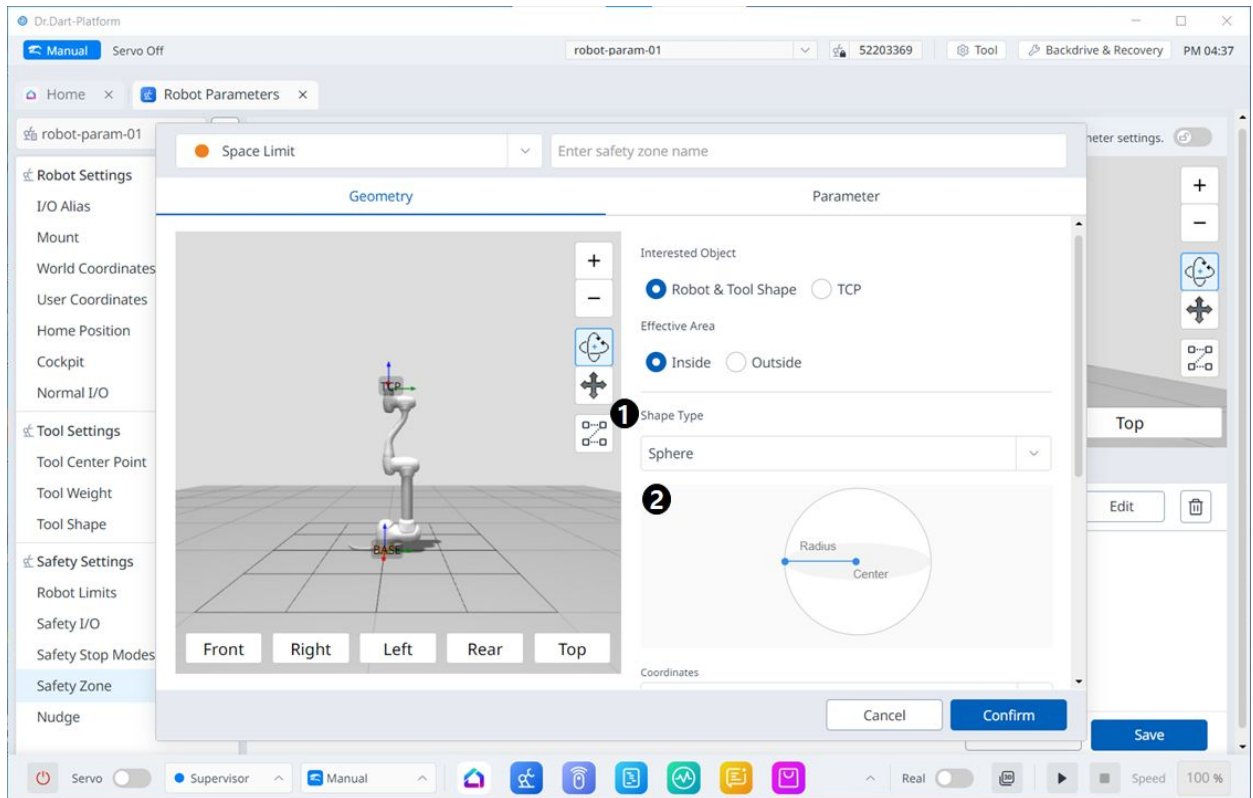 Dr.Dart-Platform
Manual Servo Off robot-param-01 52203369 Tool Backdrive & Recovery PM 04:37
Home Robot Parameters
robot-param-01
Space Limit Enter safety zone name
meter settings.
Robot Settings
I/O Alias
Mount
World Coordinates
User Coordinates
Home Position
Cockpit
Normal I/O
Tool Settings
Tool Center Point
Tool Weight
Tool Shape
Safety Settings
Robot Limits
Safety I/O
Safety Stop Modes
Safety Zone
Nudge
Geometry Parameter
TCP
BASE
Front Right Left Rear Top
Interested Object
Robot & Tool Shape TCP
Effective Area
Inside Outside
1 Shape Type
Sphere
2
Radius
Center
Coordinates
Cancel Confirm
Top
Edit
Save
Servo Supervisor Manual Real Speed 100 %